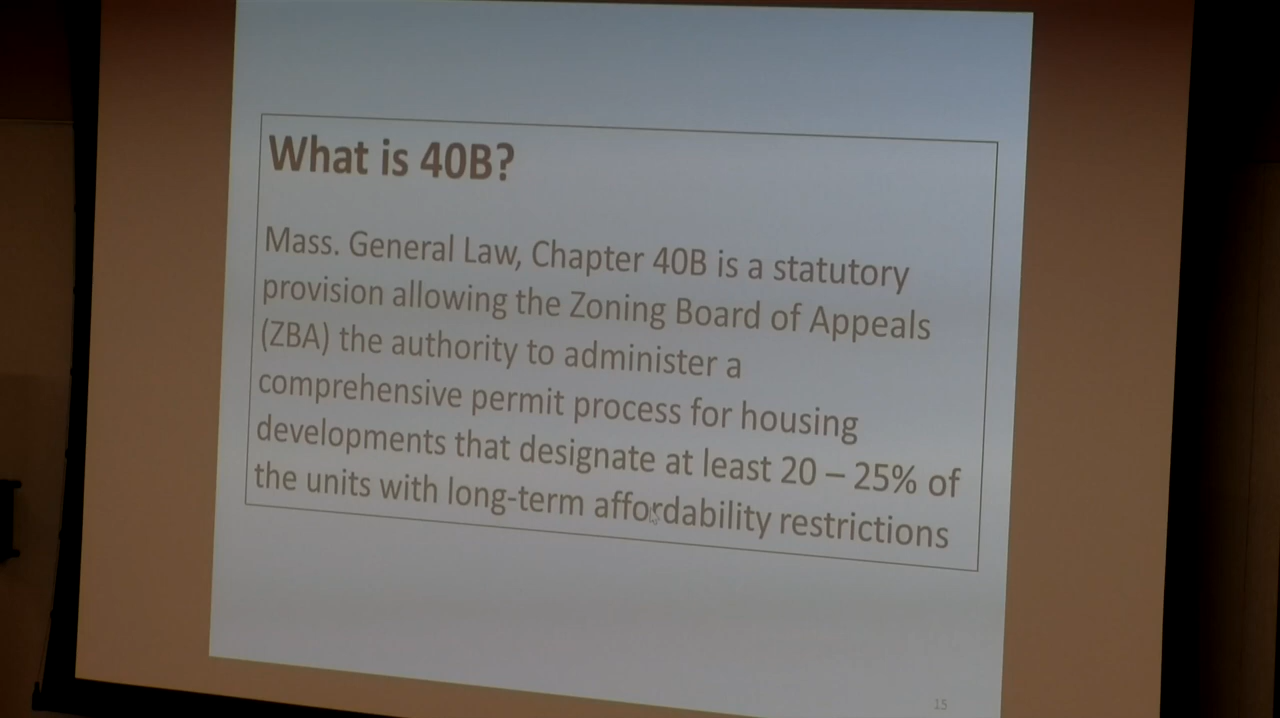 What is 40B?
Mass. General Law, Chapter 40B is a statutory
provision allowing the Zoning Board of Appeals
(ZBA) the authority to administer a
comprehensive permit process for housing
developments that designate at least 20 – 25% of
the units with long-term affordability restrictions
15